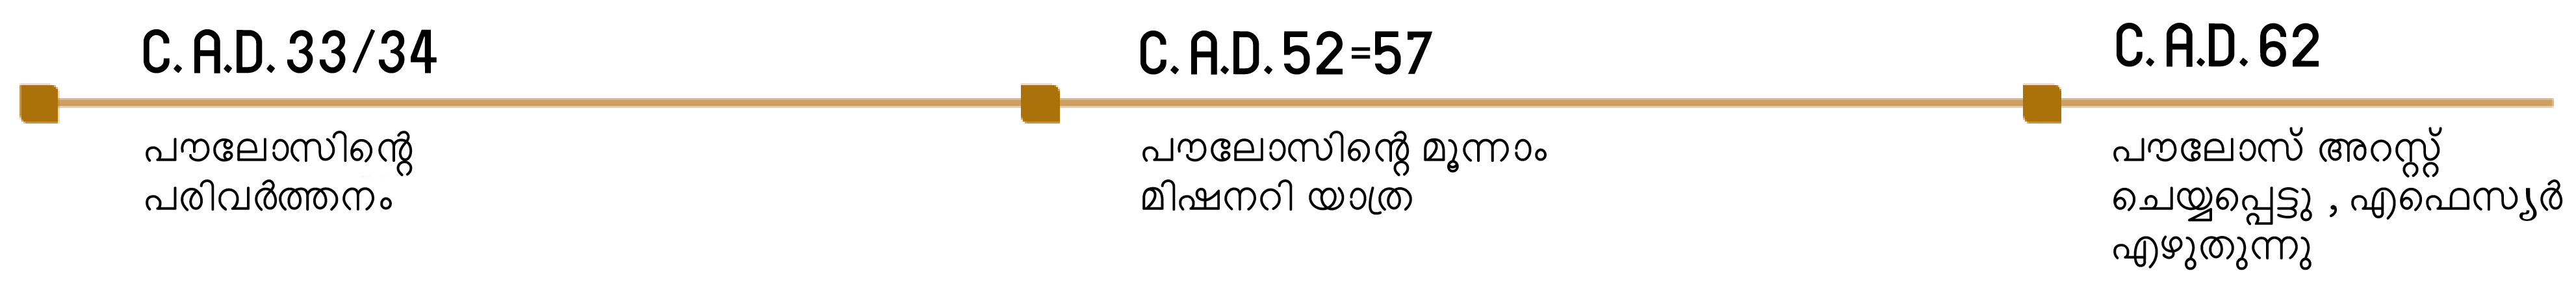 C. A.D. 33/34
പൗലോസിന്റെ
പരിവർത്തനം
C. A.D. 52=57
പൗലോസിന്റെ മൂന്നാം
മിഷനറി യാത്ര
C. A.D. 62
പൗലോസ് അറസ്റ്റ്
ചെയ്യപ്പെട്ടു , എഫെസ്യർ
എഴുതുന്നു